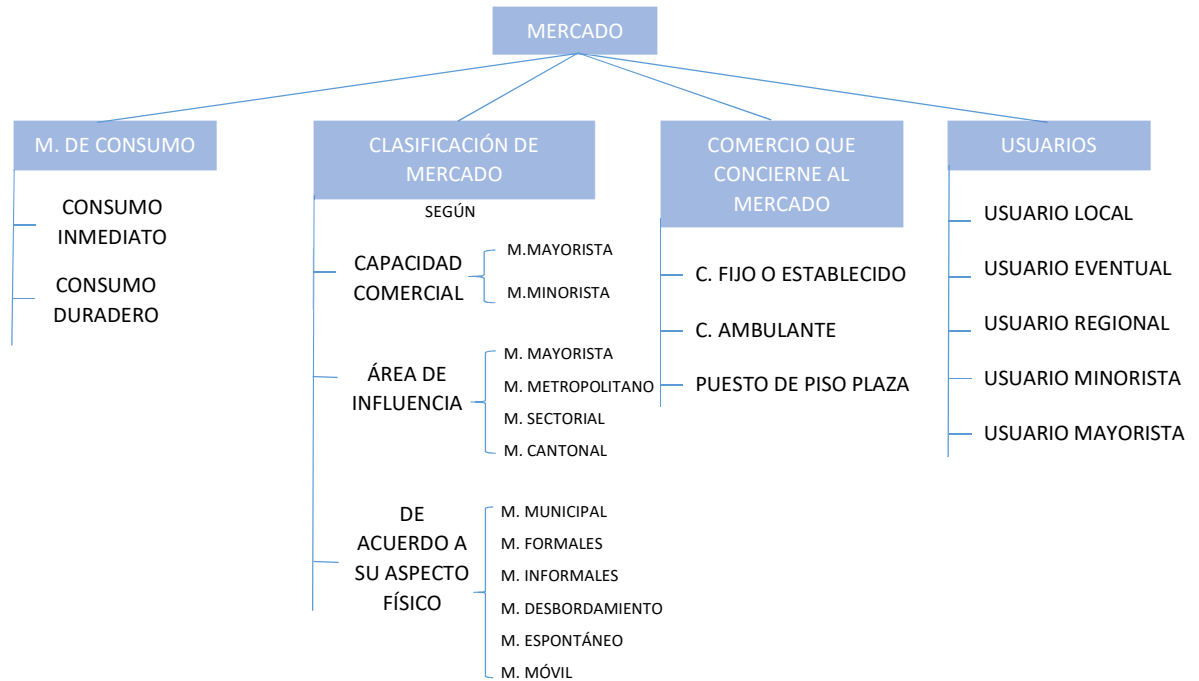 MERCADO
M. DE CONSUMO
CONSUMO
INMEDIATO
CONSUMO
DURADERO
CLASIFICACIÓN DE
MERCADO
SEGÚN
CAPACIDAD
COMERCIAL
M.MAYORISTA
M.MINORISTA
ÁREA DE
INFLUENCIA
M. MAYORISTA
M. METROPOLITANO
M. SECTORIAL
M. CANTONAL
DE
ACUERDO A
SU ASPECTO
FÍSICO
M. MUNICIPAL
M. FORMALES
M. INFORMALES
M. DESBORDAMIENTO
M. ESPONTÁNEO
M. MÓVIL
COMERCIO QUE
CONCIERNE AL
MERCADO
C. FIJO O ESTABLECIDO
C. AMBULANTE
PUESTO DE PISO PLAZA
USUARIOS
USUARIO LOCAL
USUARIO EVENTUAL
USUARIO REGIONAL
USUARIO MINORISTA
USUARIO MAYORISTA